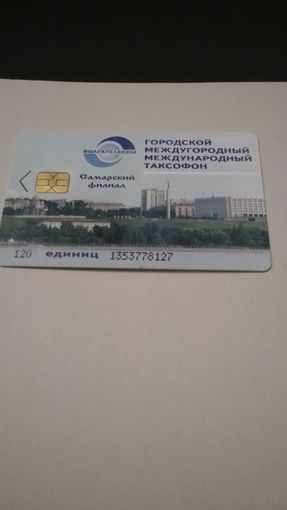 ВОЛГАТЕЛЕКОМ
ГОРОДСКОЙ
МЕЖДУГОРОДНЫЙ
МЕЖДУНАРОДНЫЙ
ТАКСОФОН
Самарский
филиал
120 единиц 1353778127